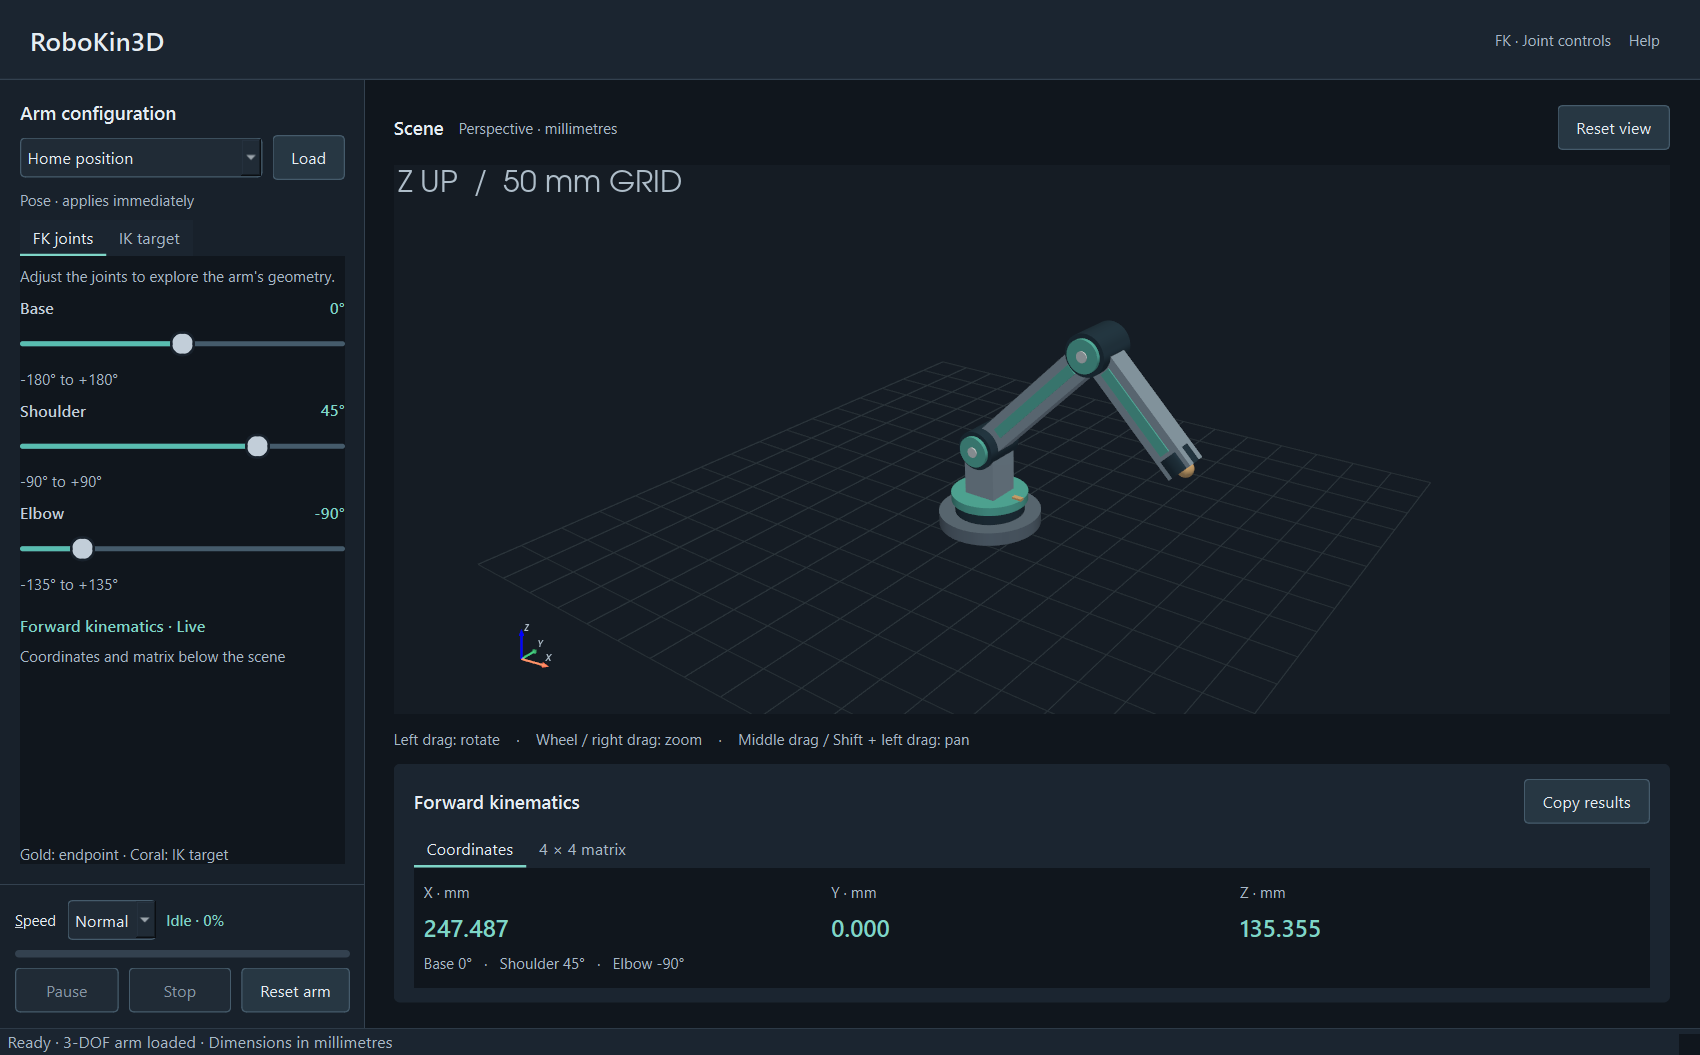 RoboKin3D
FK · Joint controls Help
Arm configuration
Home position Load
Pose · applies immediately
FK joints IK target
Adjust the joints to explore the arm's geometry.
Base 0°
-180° to +180°
Shoulder 45°
-90° to +90°
Elbow -90°
-135° to +135°
Forward kinematics · Live
Coordinates and matrix below the scene
Gold: endpoint · Coral: IK target
Speed Normal Idle · 0%
Pause Stop Reset arm
Scene Perspective · millimetres Reset view
Z UP / 50 mm GRID
Z
Y
X
Left drag: rotate · Wheel / right drag: zoom · Middle drag / Shift + left drag: pan
Forward kinematics Copy results
Coordinates 4 × 4 matrix
X · mm Y · mm Z · mm
247.487 0.000 135.355
Base 0° · Shoulder 45° · Elbow -90°
Ready · 3-DOF arm loaded · Dimensions in millimetres